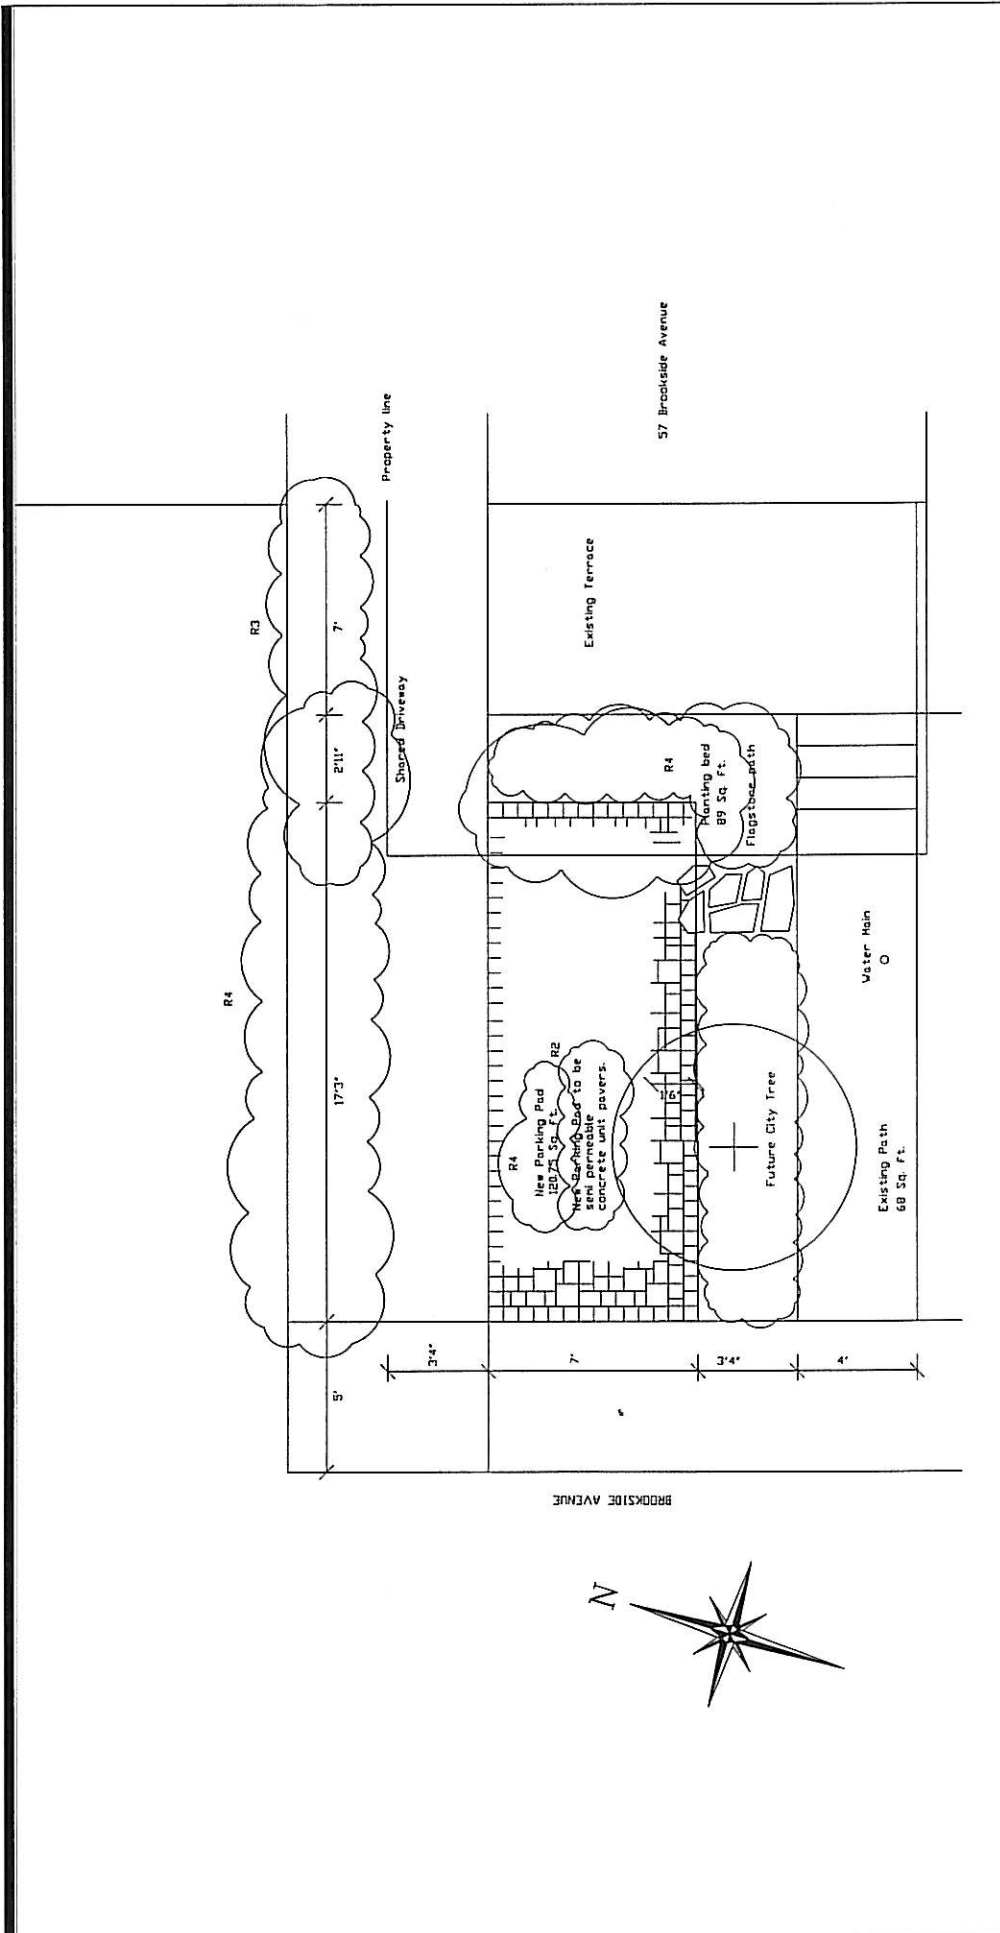 57 Brookside Avenue
Property line
Existing Terrace
R3
7'
2'11"
Shared Driveway
R4
Planting bed
89 Sq. Ft.
Flagstone path
R4
17'3"
R4
New Parking Pad
120.75 Sq. Ft.
R2
New Parking Pad to be
semi permeable
concrete unit pavers.
1'6"
Water Main
Future City Tree
Existing Path
68 Sq. Ft.
3'4"
7'
3'4"
4'
5'
BROOKSIDE AVENUE
N